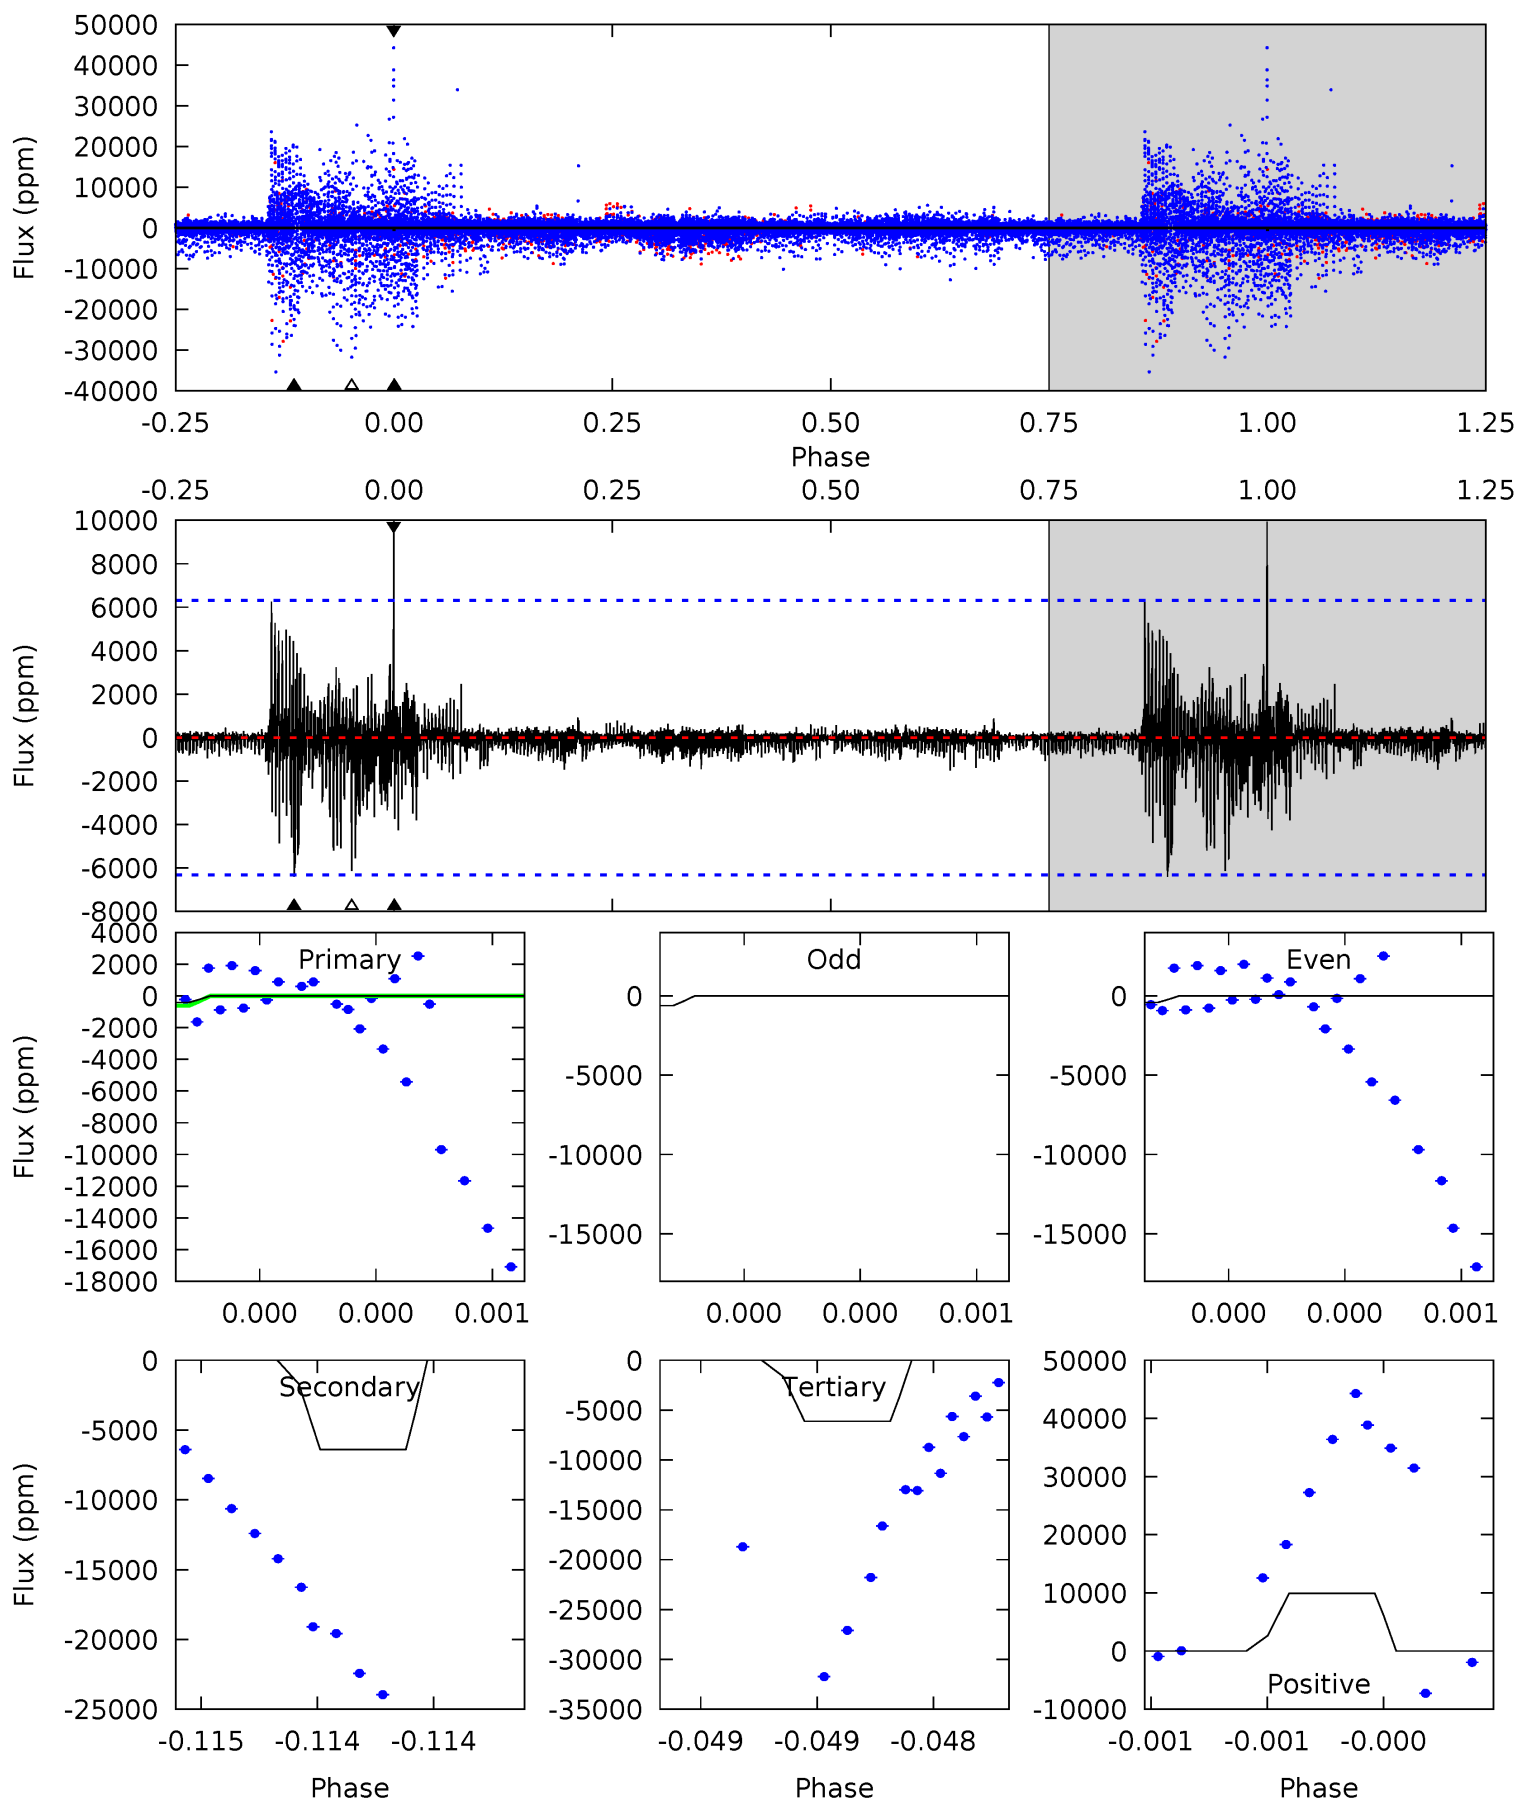 50000
40000
30000
20000
10000
0
-10000
-20000
-30000
-40000
Flux (ppm)
-0.25 0.00 0.25 0.50 0.75 1.00 1.25
Phase
-0.25 0.00 0.25 0.50 0.75 1.00 1.25
10000
8000
6000
4000
2000
0
-2000
-4000
-6000
-8000
Flux (ppm)
4000
2000
0
-2000
-4000
-6000
-8000
-10000
-12000
-14000
-16000
-18000
Flux (ppm)
Primary
0.000 0.000 0.001
0
-5000
-10000
-15000
Odd
0.000 0.000 0.001
0
-5000
-10000
-15000
Even
0.000 0.000 0.001
0
-5000
-10000
-15000
-20000
-25000
Flux (ppm)
Secondary
-0.115 -0.114 -0.114
Phase
0
-5000
-10000
-15000
-20000
-25000
-30000
-35000
Tertiary
-0.049 -0.049 -0.048
Phase
50000
40000
30000
20000
10000
0
-10000
Positive
-0.001 -0.001 -0.000
Phase